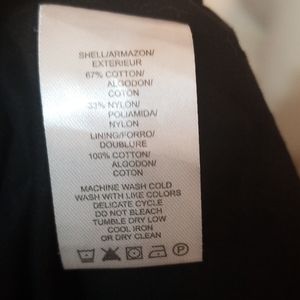 SHELL/ARMAZON/
EXTERIEUR
67% COTTON/
ALGODON/
COTON
33% NYLON/
POLIAMIDA/
NYLON
LINING/FORRO/
DOUBLURE
100% COTTON/
ALGODON/
COTON
MACHINE WASH COLD
WASH WITH LIKE COLORS
DELICATE CYCLE
DO NOT BLEACH
TUMBLE DRY LOW
COOL IRON
OR DRY CLEAN
P